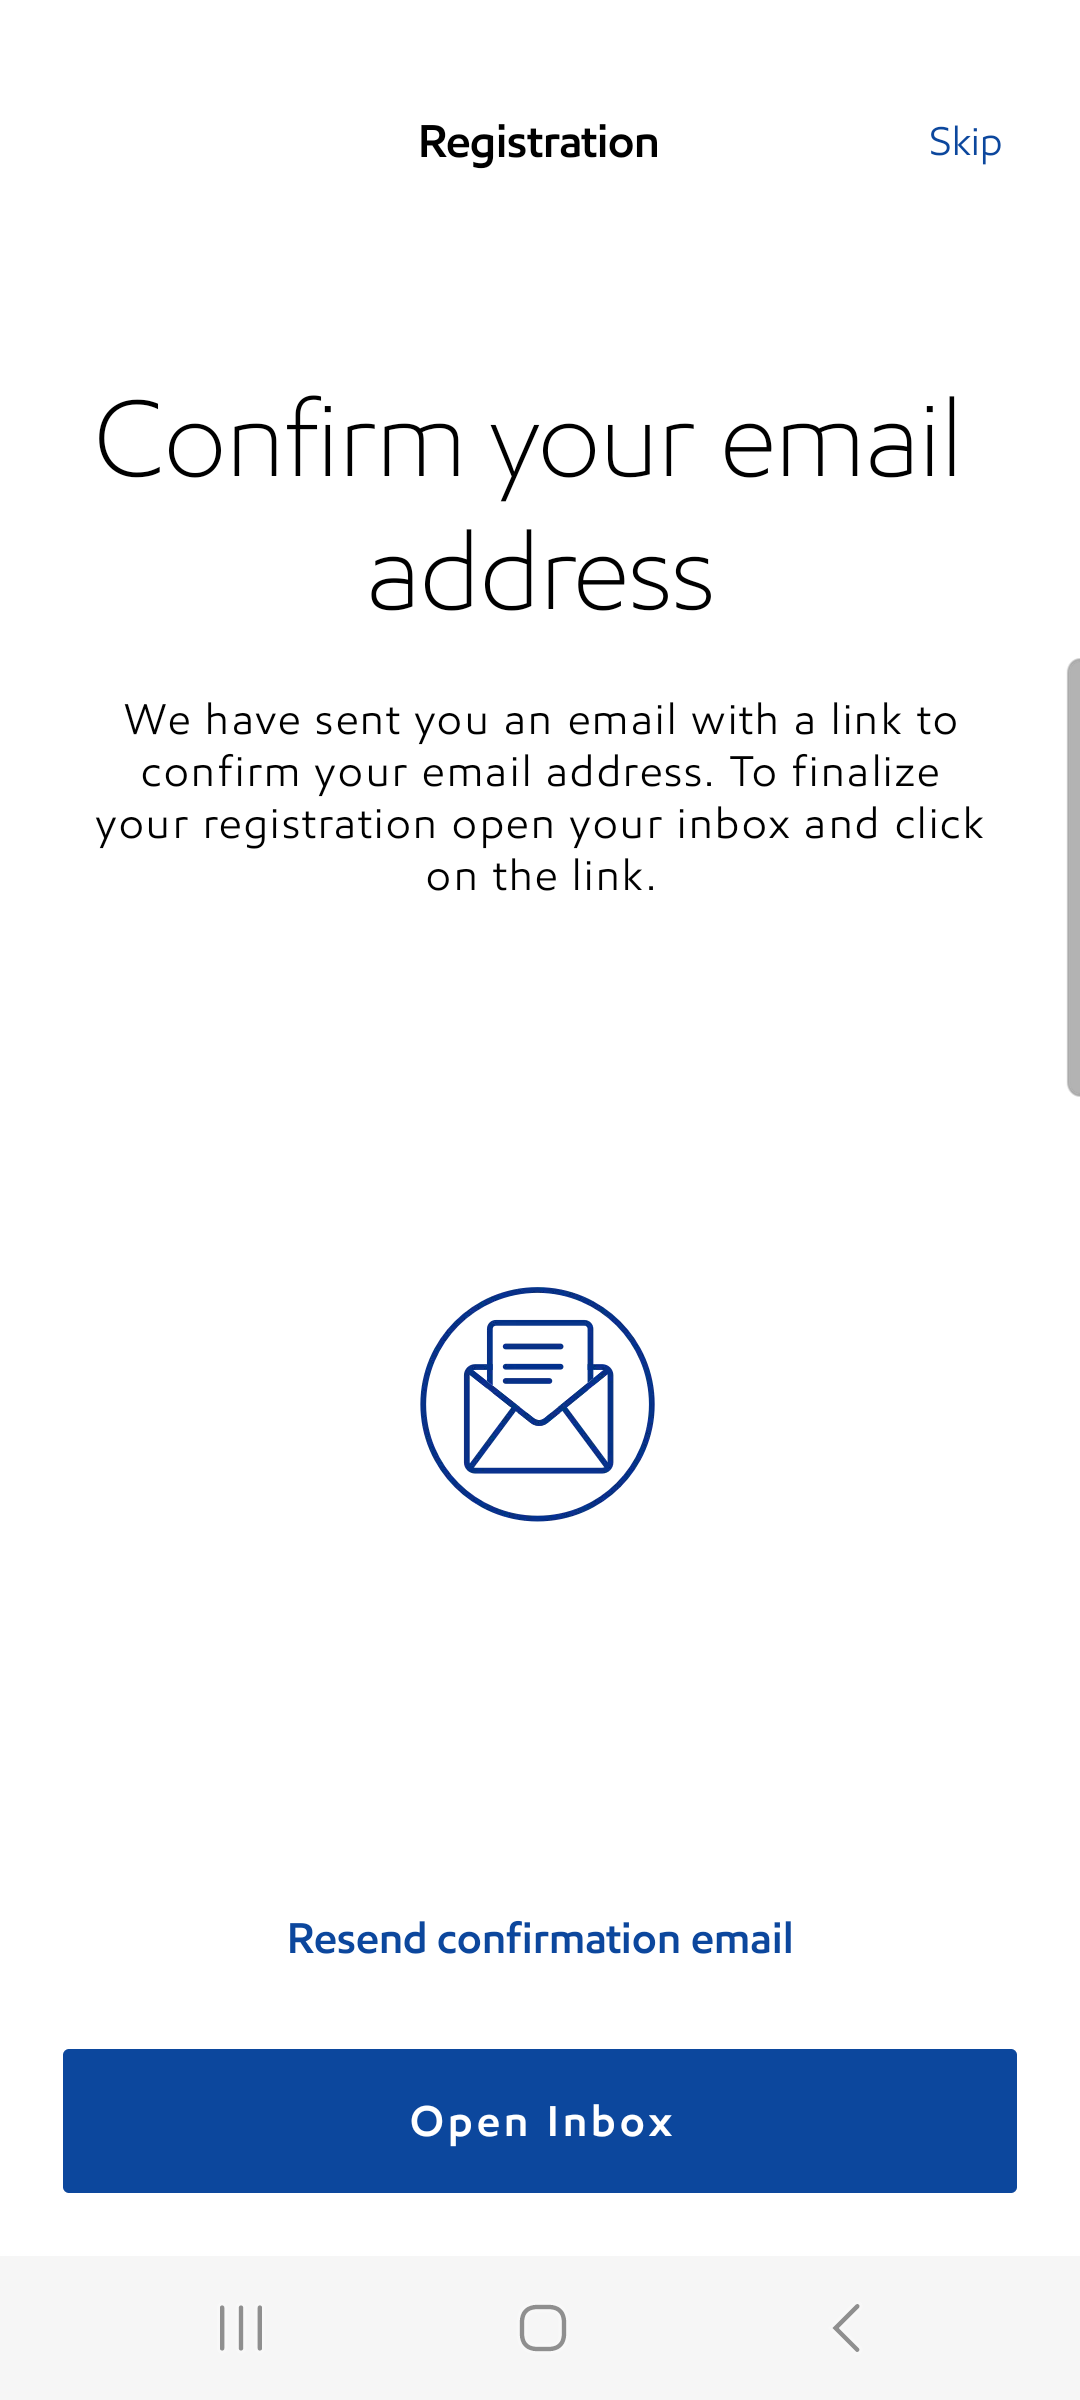 Registration
Skip
Confirm your email
address
We have sent you an email with a link to
confirm your email address. To finalize
your registration open your inbox and click
on the link.
Resend confirmation email
Open Inbox